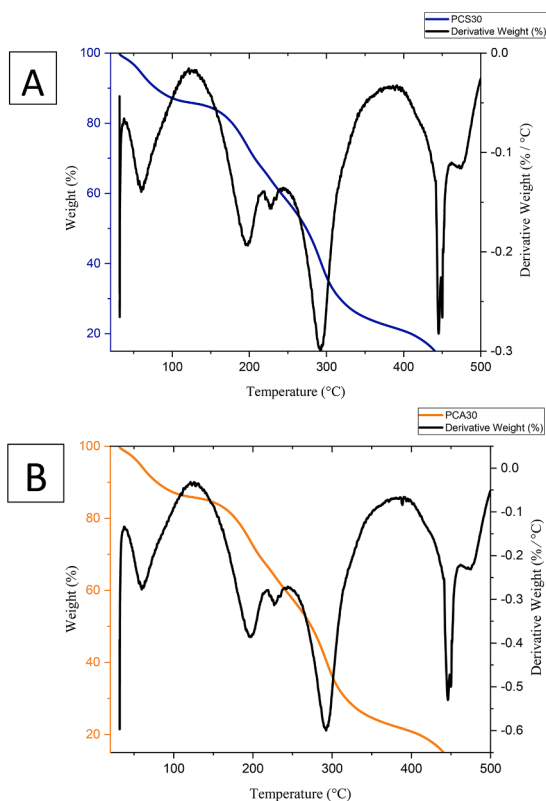 PCS30
Derivative Weight (%)
A
100
80
60
40
20
Weight (%)
0.0
-0.1
-0.2
-0.3
Derivative Weight (% / °C)
100
200
300
400
500
Temperature (°C)
PCA30
Derivative Weight (%)
B
100
80
60
40
20
Weight (%)
0.0
-0.1
-0.2
-0.3
-0.4
-0.5
-0.6
Derivative Weight (% / °C)
100
200
300
400
500
Temperature (°C)